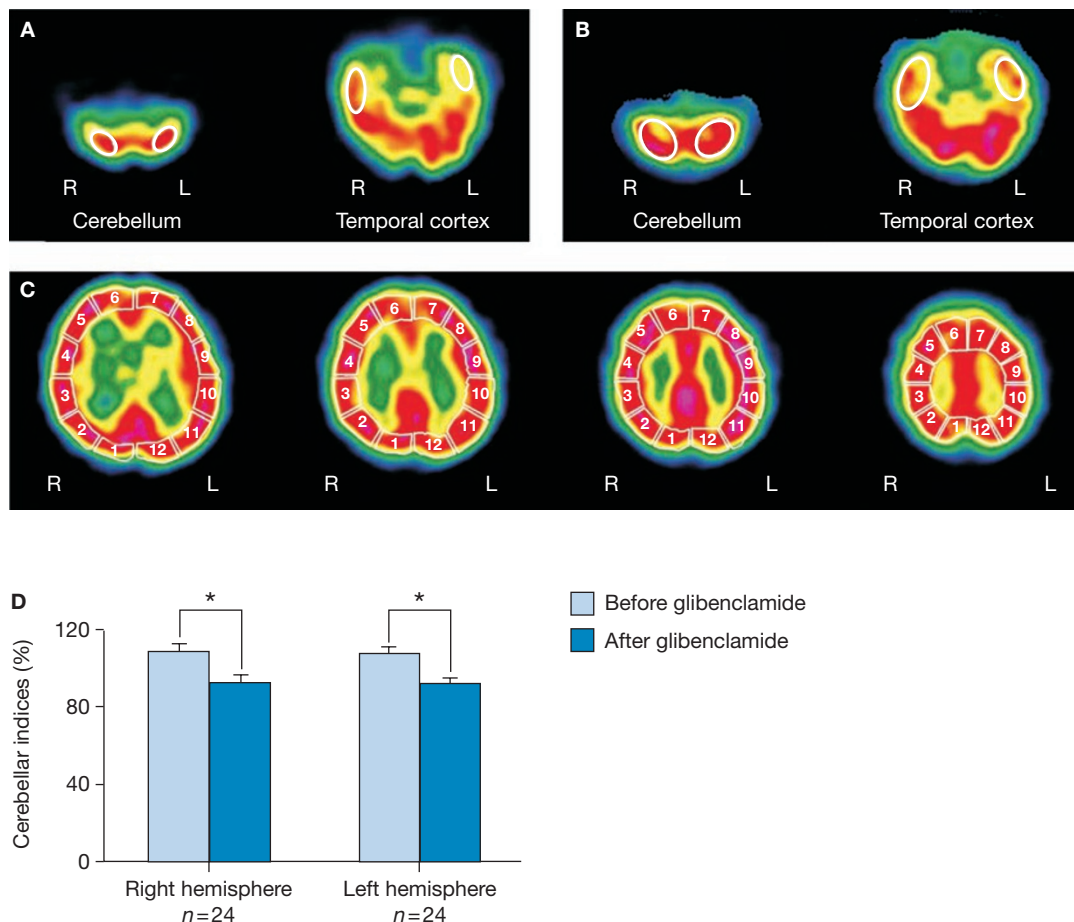 A
R L
Cerebellum
R L
Temporal cortex
B
R L
Cerebellum
R L
Temporal cortex
C
1 2 3 4 5 6 7 8 9 10 11 12
R L
1 2 3 4 5 6 7 8 9 10 11 12
R L
1 2 3 4 5 6 7 8 9 10 11 12
R L
1 2 3 4 5 6 7 8 9 10 11 12
R L
D
Cerebellar indices (%)
120
80
40
0
*
*
Right hemisphere
n=24
Left hemisphere
n=24
Before glibenclamide
After glibenclamide